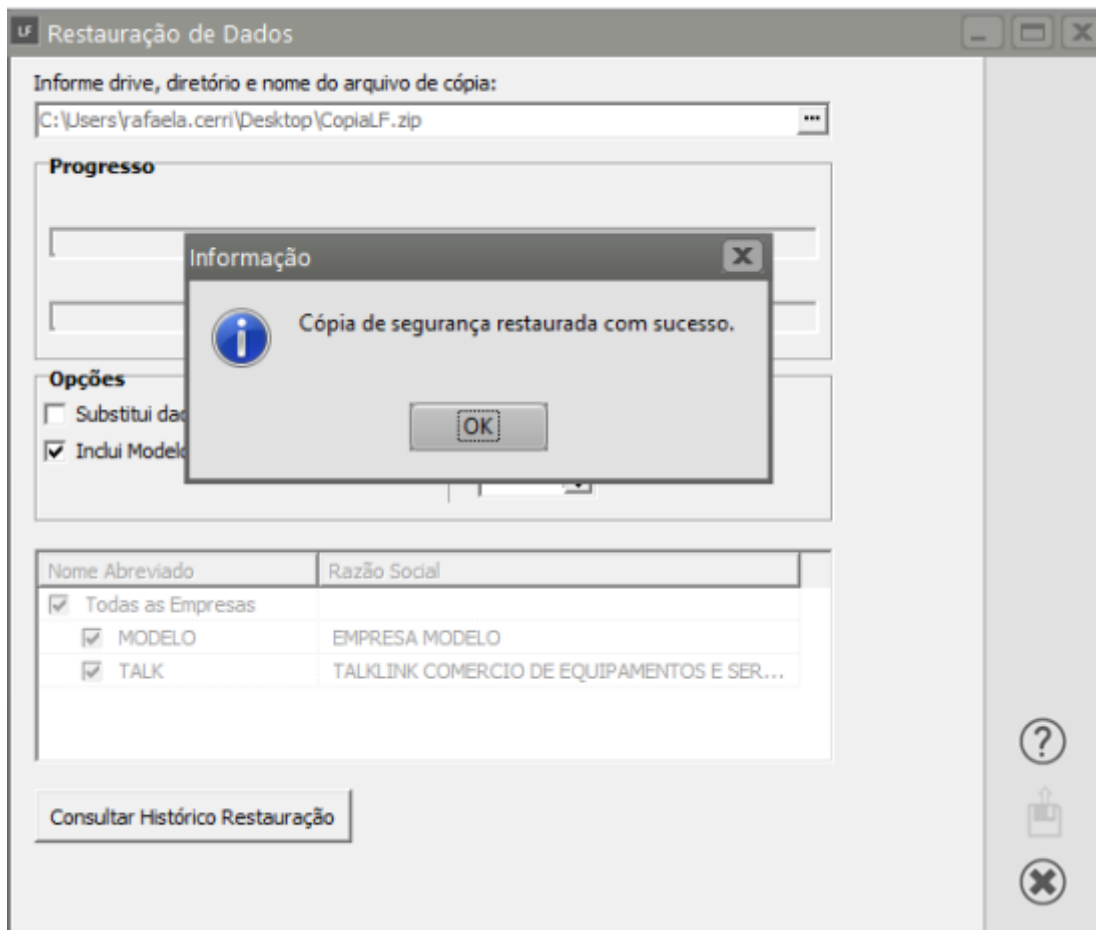 LF Restauração de Dados
Informe drive, diretório e nome do arquivo de cópia:
C:\Users\rafaela.cerri\Desktop\CopiaLF.zip ...
Progresso
Informação
Cópia de segurança restaurada com sucesso.
OK
Opções
Substitui
Inclui
Nome Abreviado Razão Social
Todas as Empresas
MODELO EMPRESA MODELO
TALK TALKLINK COMERCIO DE EQUIPAMENTOS E SER...
Consultar Histórico Restauração
?